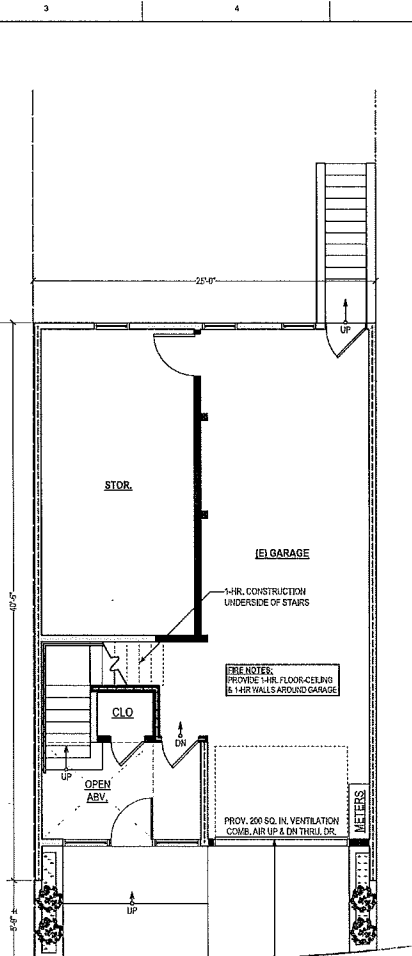 3
4
25'-0"
UP
STOR.
(E) GARAGE
1-HR. CONSTRUCTION
UNDERSIDE OF STAIRS
40'-6"
FIRE NOTES:
PROVIDE 1-HR. FLOOR-CEILING
& 1-HR WALLS AROUND GARAGE
CLO
DN
UP
OPEN
ABV.
METERS
PROV. 200 SQ. IN. VENTILATION
COMB. AIR UP & DN THRU. DR.
UP
5'-8" ±